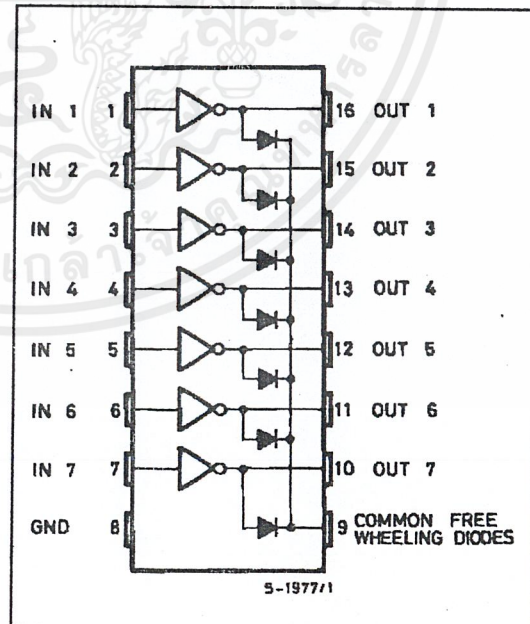 IN 1 1 16 OUT 1
IN 2 2 15 OUT 2
IN 3 3 14 OUT 3
IN 4 4 13 OUT 4
IN 5 5 12 OUT 5
IN 6 6 11 OUT 6
IN 7 7 10 OUT 7
GND 8 9 COMMON FREE
WHEELING DIODES
S-1977/1